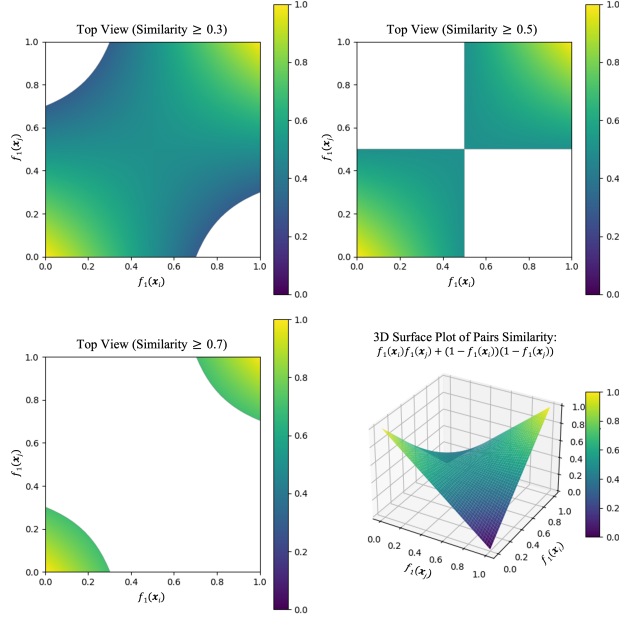 Top View (Similarity ≥ 0.3)
1.0
0.8
0.6
0.4
0.2
0.0
f₁(xⱼ)
0.0 0.2 0.4 0.6 0.8 1.0
f₁(xᵢ)
1.0
0.8
0.6
0.4
0.2
0.0
Top View (Similarity ≥ 0.5)
1.0
0.8
0.6
0.4
0.2
0.0
f₁(xⱼ)
0.0 0.2 0.4 0.6 0.8 1.0
f₁(xᵢ)
1.0
0.8
0.6
0.4
0.2
0.0
Top View (Similarity ≥ 0.7)
1.0
0.8
0.6
0.4
0.2
0.0
f₁(xⱼ)
0.0 0.2 0.4 0.6 0.8 1.0
f₁(xᵢ)
1.0
0.8
0.6
0.4
0.2
0.0
3D Surface Plot of Pairs Similarity:
f₁(xᵢ)f₁(xⱼ) + (1 − f₁(xᵢ))(1 − f₁(xⱼ))
1.0
0.8
0.6
0.4
0.2
0.0
0.0 0.2 0.4 0.6 0.8 1.0
f₁(xⱼ)
0.0 0.2 0.4 0.6 0.8 1.0
f₁(xᵢ)
1.0
0.8
0.6
0.4
0.2
0.0